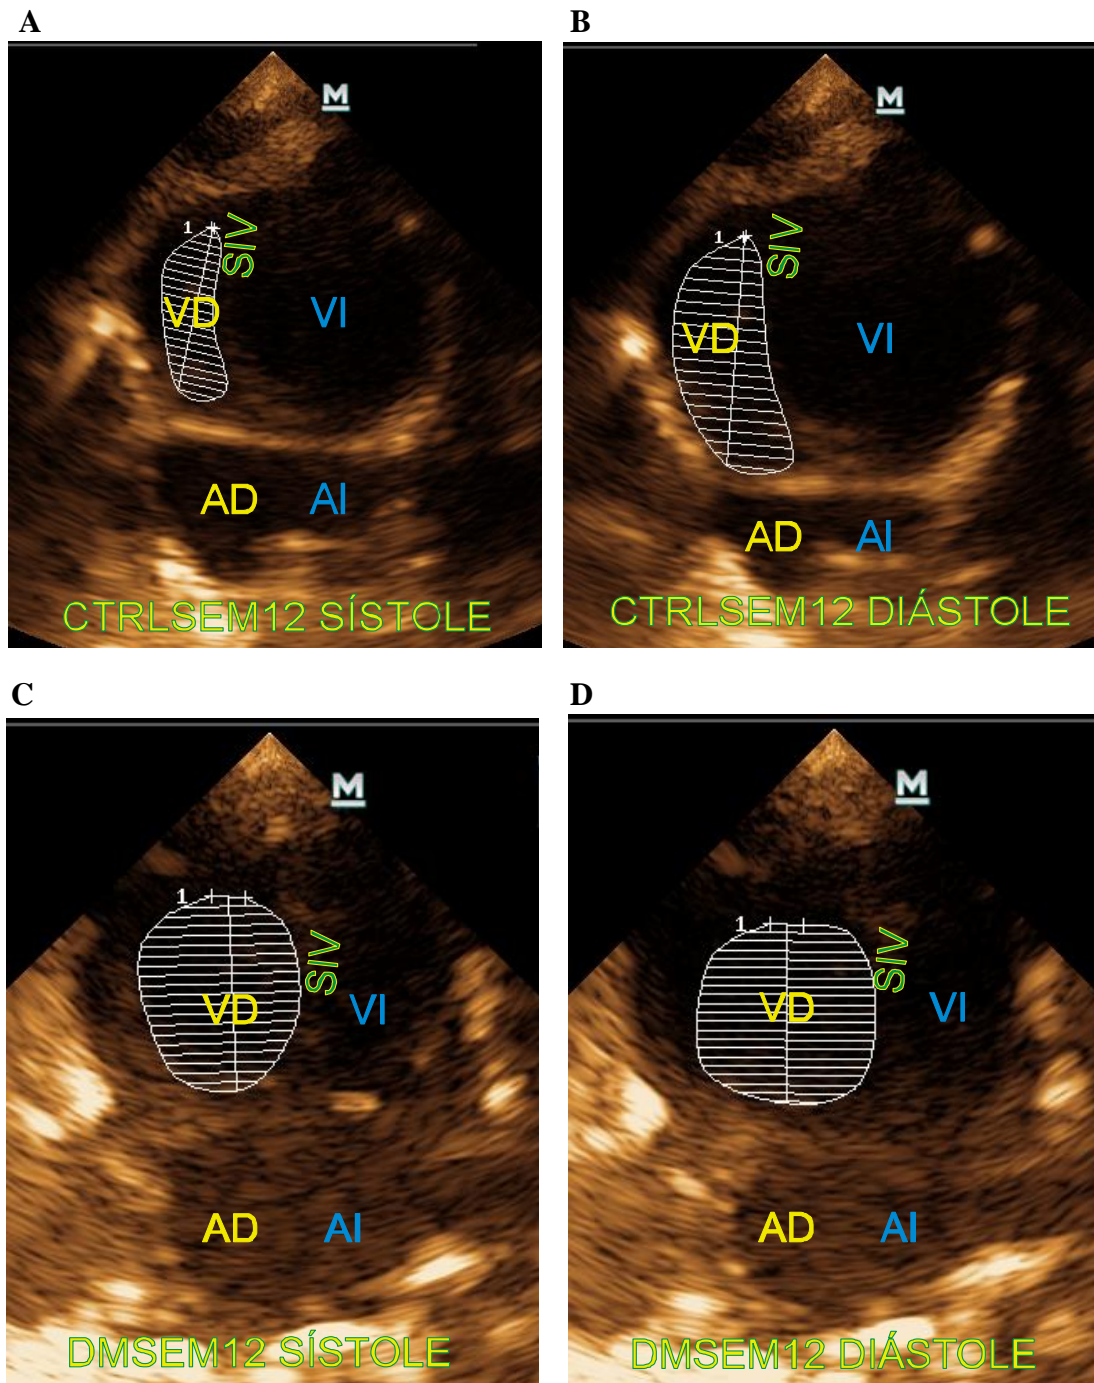 A
B
M
1
SIV
VD
VI
AD
AI
CTRLSEM12 SÍSTOLE
M
1
SIV
VD
VI
AD
AI
CTRLSEM12 DIÁSTOLE
C
D
M
1
SIV
VD
VI
AD
AI
DMSEM12 SÍSTOLE
M
1
SIV
VD
VI
AD
AI
DMSEM12 DIÁSTOLE